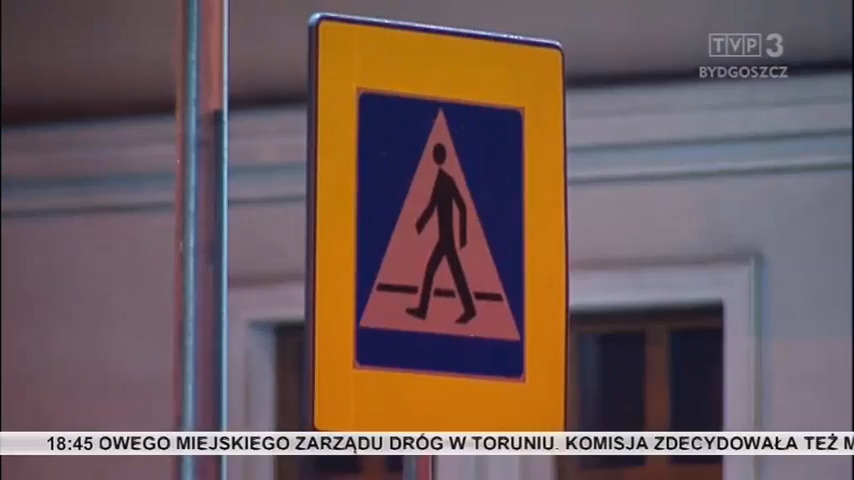 TVP3
BYDGOSZCZ
18:45 OWEGO MIEJSKIEGO ZARZĄDU DRÓG W TORUNIU. KOMISJA ZDECYDOWAŁA TEŻ M